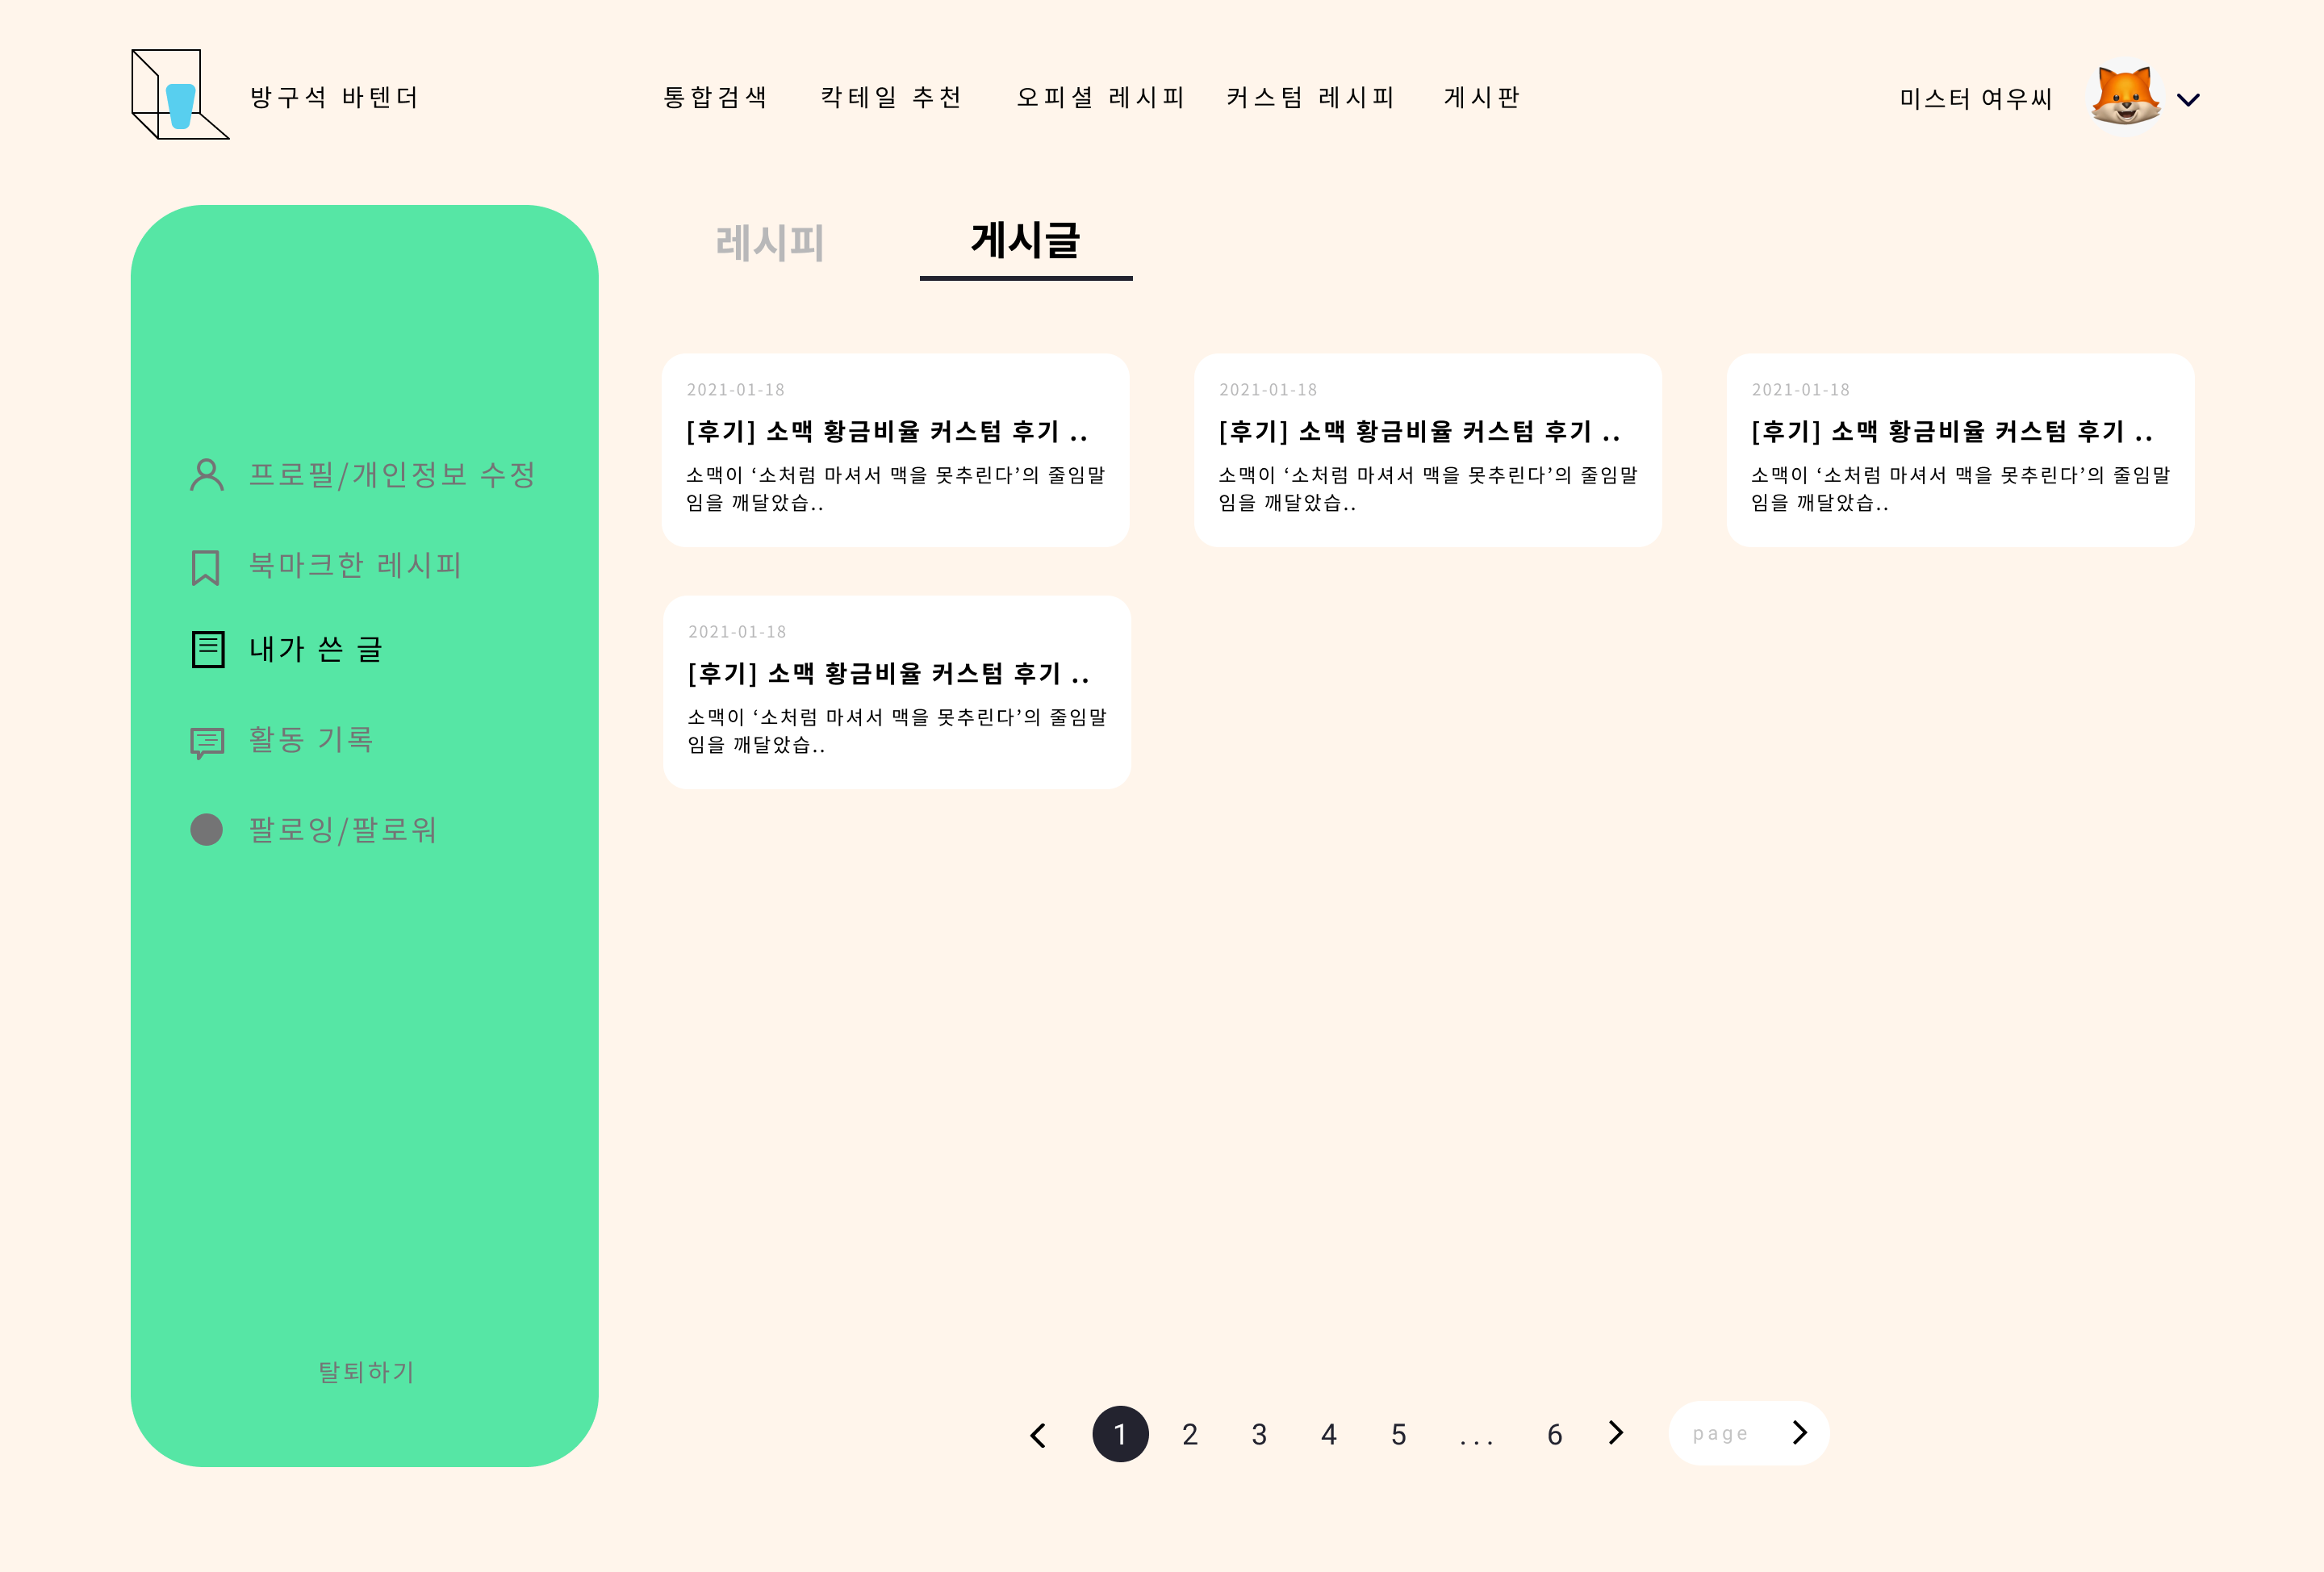 방구석 바텐더
통합검색
칵테일 추천
오피셜 레시피
커스텀 레시피
게시판
미스터 여우씨
프로필/개인정보 수정
북마크한 레시피
내가 쓴 글
활동 기록
팔로잉/팔로워
탈퇴하기
레시피
게시글
2021-01-18
[후기] 소맥 황금비율 커스텀 후기 ..
소맥이 ‘소처럼 마셔서 맥을 못추린다’의 줄임말
임을 깨달았습..
2021-01-18
[후기] 소맥 황금비율 커스텀 후기 ..
소맥이 ‘소처럼 마셔서 맥을 못추린다’의 줄임말
임을 깨달았습..
2021-01-18
[후기] 소맥 황금비율 커스텀 후기 ..
소맥이 ‘소처럼 마셔서 맥을 못추린다’의 줄임말
임을 깨달았습..
2021-01-18
[후기] 소맥 황금비율 커스텀 후기 ..
소맥이 ‘소처럼 마셔서 맥을 못추린다’의 줄임말
임을 깨달았습..
1 2 3 4 5 ... 6
page